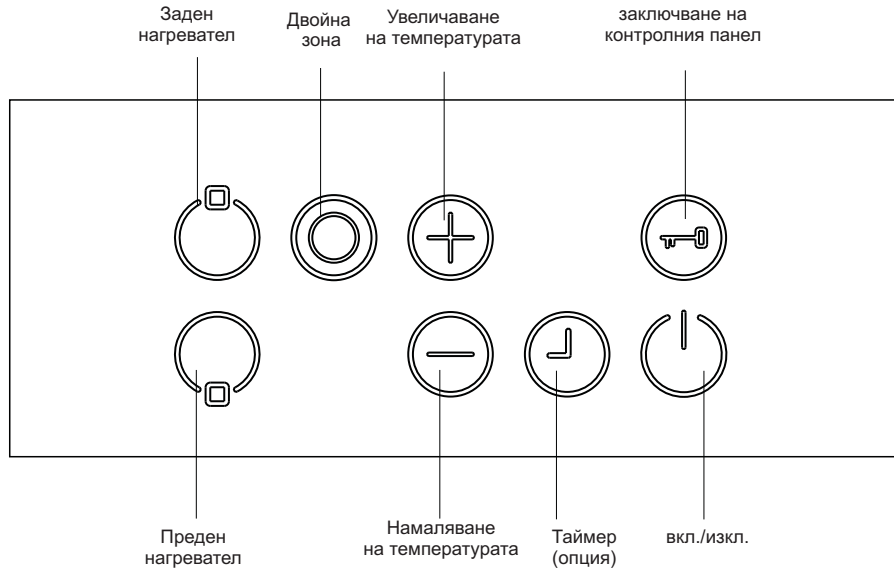 Заден
нагревател
Двойна
зона
Увеличаване
на температурата
заключване на
контролния панел
Преден
нагревател
Намаляване
на температурата
Таймер
(опция)
вкл./изкл.